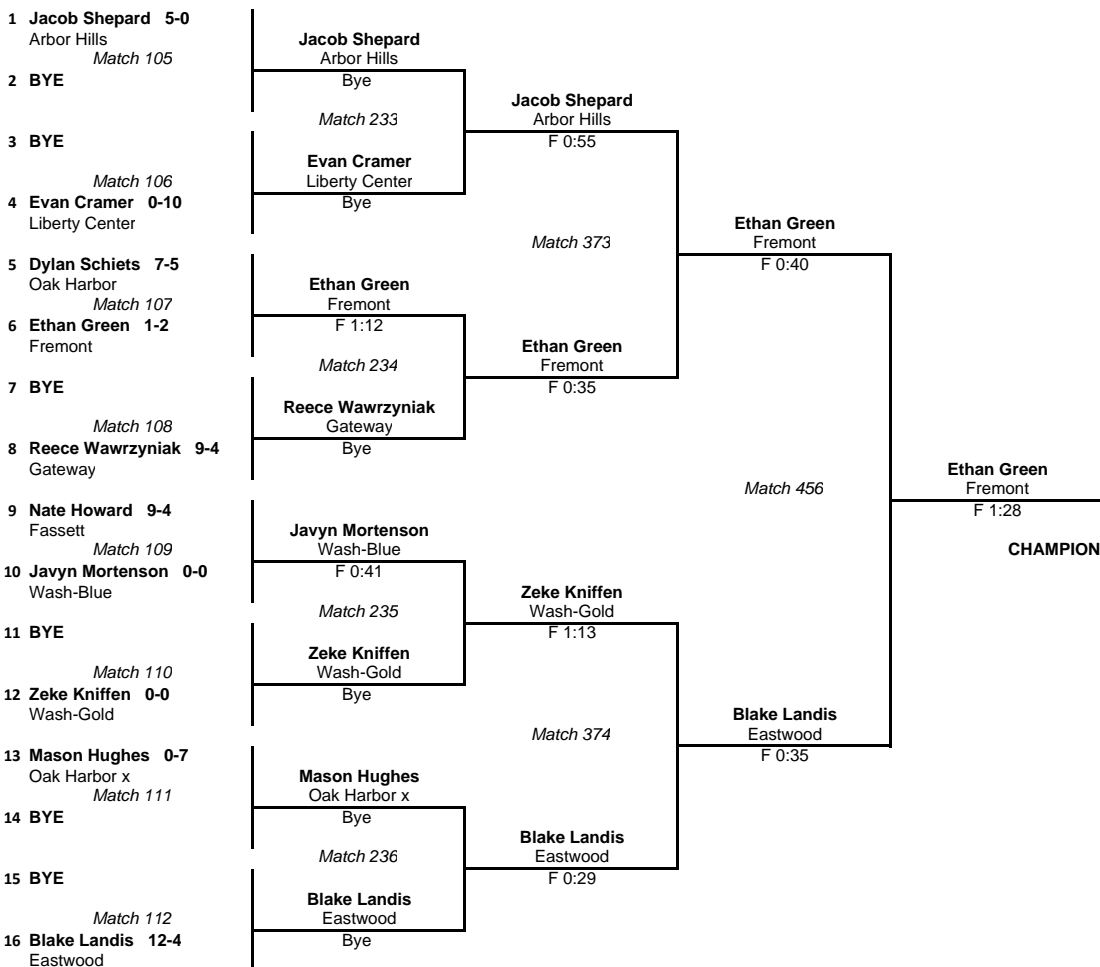 1 Jacob Shepard 5-0
Arbor Hills
Match 105
2 BYE
3 BYE
Match 106
4 Evan Cramer 0-10
Liberty Center
5 Dylan Schiets 7-5
Oak Harbor
Match 107
6 Ethan Green 1-2
Fremont
7 BYE
Match 108
8 Reece Wawrzyniak 9-4
Gateway
9 Nate Howard 9-4
Fassett
Match 109
10 Javyn Mortenson 0-0
Wash-Blue
11 BYE
Match 110
12 Zeke Kniffen 0-0
Wash-Gold
13 Mason Hughes 0-7
Oak Harbor x
Match 111
14 BYE
15 BYE
Match 112
16 Blake Landis 12-4
Eastwood
Jacob Shepard
Arbor Hills
Bye
Match 233
Evan Cramer
Liberty Center
Bye
Ethan Green
Fremont
F 1:12
Match 234
Reece Wawrzyniak
Gateway
Bye
Javyn Mortenson
Wash-Blue
F 0:41
Match 235
Zeke Kniffen
Wash-Gold
Bye
Mason Hughes
Oak Harbor x
Bye
Match 236
Blake Landis
Eastwood
Bye
Jacob Shepard
Arbor Hills
F 0:55
Match 373
Ethan Green
Fremont
F 0:35
Zeke Kniffen
Wash-Gold
F 1:13
Match 374
Blake Landis
Eastwood
F 0:29
Ethan Green
Fremont
F 0:40
Match 456
Blake Landis
Eastwood
F 0:35
Ethan Green
Fremont
F 1:28
CHAMPION